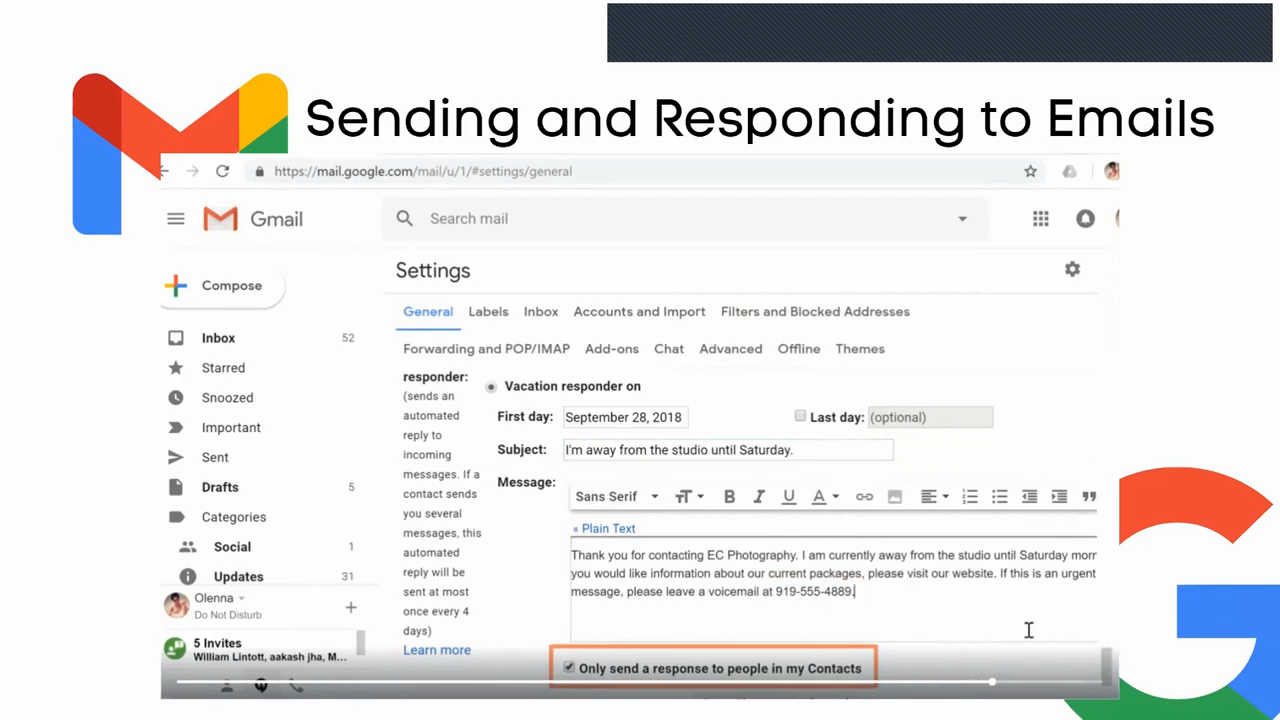 Sending and Responding to Emails
https://mail.google.com/mail/u/1/#settings/general
Gmail
Search mail
Compose
Settings
General Labels Inbox Accounts and Import Filters and Blocked Addresses
Forwarding and POP/IMAP Add-ons Chat Advanced Offline Themes
Inbox 52
Starred
Snoozed
Important
Sent
Drafts 5
Categories
Social 1
Updates 31
Olenna
Do Not Disturb
5 Invites
William Lintott, aakash jha, M...
responder:
(sends an
automated
reply to
incoming
messages. If a
contact sends
you several
messages, this
automated
reply will be
sent at most
once every 4
days)
Learn more
Vacation responder on
First day: September 28, 2018 Last day: (optional)
Subject: I'm away from the studio until Saturday.
Message:
Sans Serif
« Plain Text
Thank you for contacting EC Photography. I am currently away from the studio until Saturday morr
you would like information about our current packages, please visit our website. If this is an urgent
message, please leave a voicemail at 919-555-4889.
Only send a response to people in my Contacts